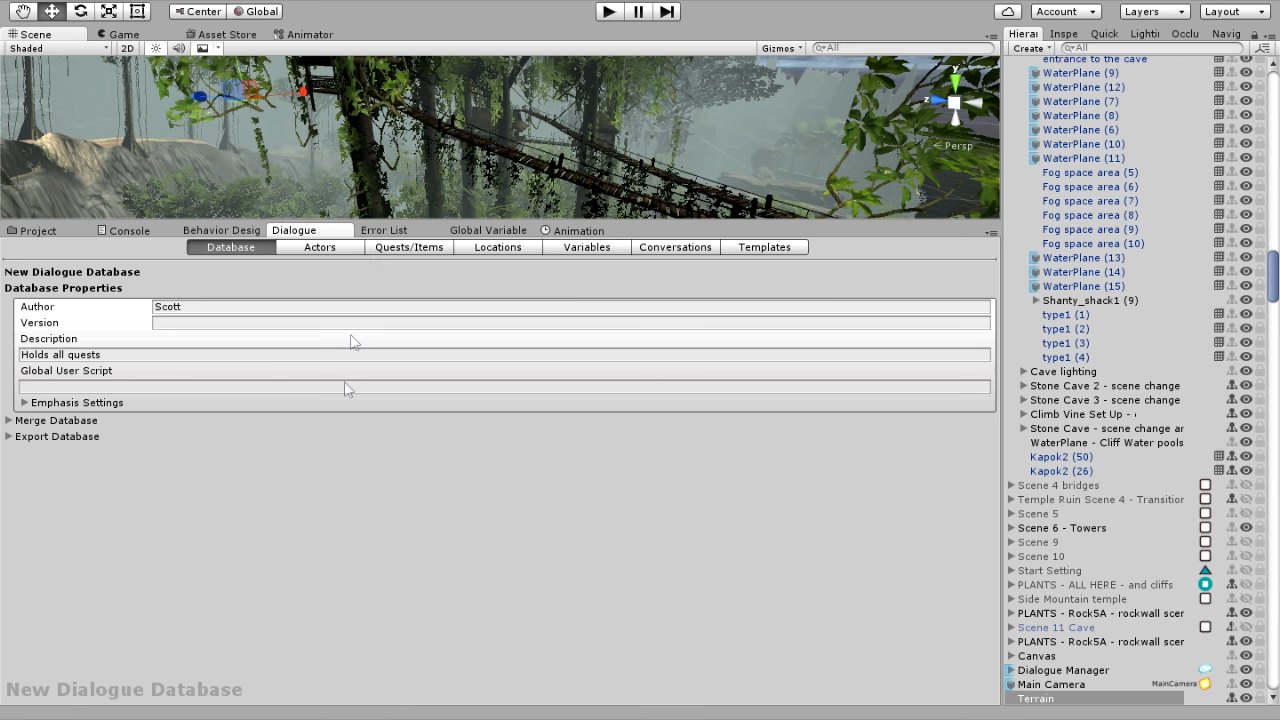 Center Global Account Layers Layout
Scene Game Asset Store Animator Hierar Inspe Quick Lightii Occlu Navig
Shaded 2D Gizmos All Create All
entrance to the cave
WaterPlane (9)
WaterPlane (12)
WaterPlane (7)
WaterPlane (8)
WaterPlane (6)
WaterPlane (10)
WaterPlane (11)
y
z
Persp
Fog space area (5)
Fog space area (6)
Fog space area (7)
Fog space area (8)
Fog space area (9)
Fog space area (10)
Project Console Behavior Desig Dialogue Error List Global Variable Animation
Database Actors Quests/Items Locations Variables Conversations Templates
WaterPlane (13)
WaterPlane (14)
WaterPlane (15)
Shanty_shack1 (9)
type1 (1)
type1 (2)
type1 (3)
type1 (4)
New Dialogue Database
Database Properties
Author Scott
Version
Description
Holds all quests
Global User Script
Emphasis Settings
Merge Database
Export Database
Cave lighting
Stone Cave 2 - scene change
Stone Cave 3 - scene change
Climb Vine Set Up -
Stone Cave - scene change ar
WaterPlane - Cliff Water pools
Kapok2 (50)
Kapok2 (26)
Scene 4 bridges
Temple Ruin Scene 4 - Transitior
Scene 5
Scene 6 - Towers
Scene 9
Scene 10
Start Setting
PLANTS - ALL HERE - and cliffs
Side Mountain temple
PLANTS - Rock5A - rockwall scer
Scene 11 Cave
PLANTS - Rock5A - rockwall scer
Canvas
Dialogue Manager
Main Camera MainCamera
Terrain
New Dialogue Database